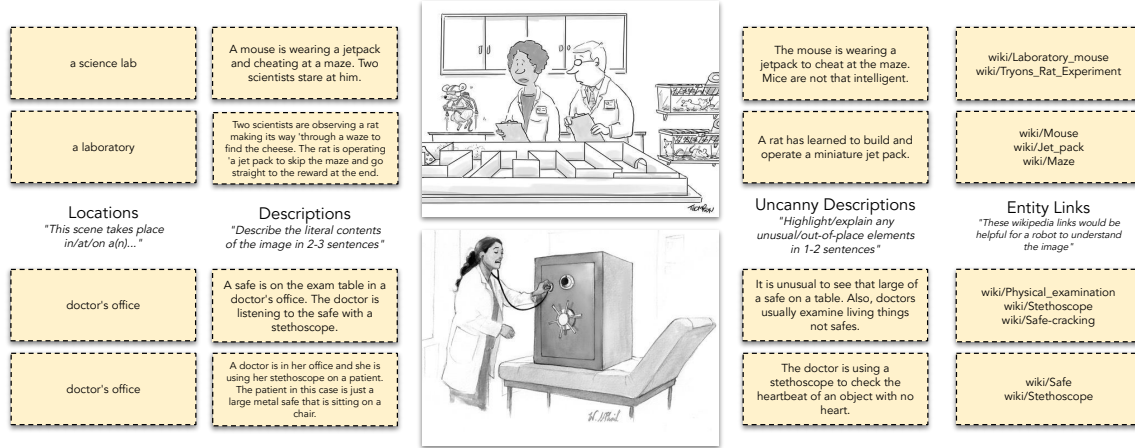 a science lab
A mouse is wearing a jetpack
and cheating at a maze. Two
scientists stare at him.
The mouse is wearing a
jetpack to cheat at the maze.
Mice are not that intelligent.
wiki/Laboratory_mouse
wiki/Tryons_Rat_Experiment
a laboratory
Two scientists are observing a rat
making its way 'through a waze to
find the cheese. The rat is operating
'a jet pack to skip the maze and go
straight to the reward at the end.
A rat has learned to build and
operate a miniature jet pack.
wiki/Mouse
wiki/Jet_pack
wiki/Maze
THOMPSON
Locations
"This scene takes place
in/at/on a(n)..."
Descriptions
"Describe the literal contents
of the image in 2-3 sentences"
Uncanny Descriptions
"Highlight/explain any
unusual/out-of-place elements
in 1-2 sentences"
Entity Links
"These wikipedia links would be
helpful for a robot to understand
the image"
doctor's office
A safe is on the exam table in a
doctor's office. The doctor is
listening to the safe with a
stethoscope.
It is unusual to see that large of
a safe on a table. Also, doctors
usually examine living things
not safes.
wiki/Physical_examination
wiki/Stethoscope
wiki/Safe-cracking
doctor's office
A doctor is in her office and she is
using her stethoscope on a patient.
The patient in this case is just a
large metal safe that is sitting on a
chair.
The doctor is using a
stethoscope to check the
heartbeat of an object with no
heart.
wiki/Safe
wiki/Stethoscope